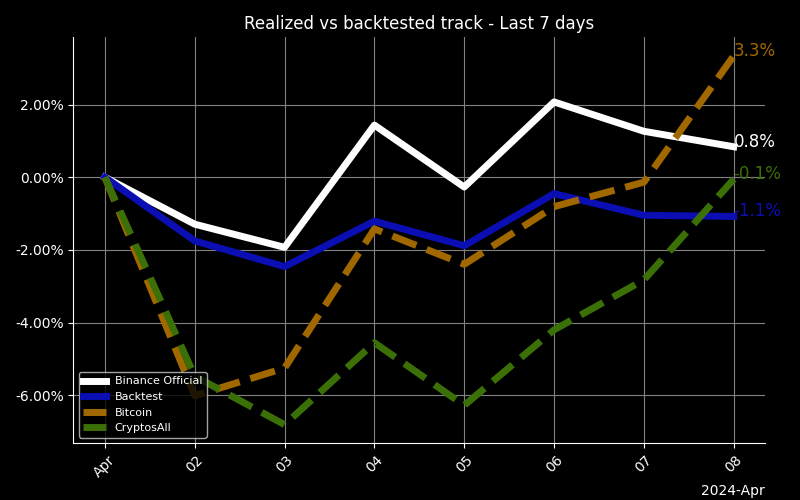 Realized vs backtested track - Last 7 days
3.3%
2.00%
0.8%
0.00%
-0.1%
-1.1%
-2.00%
-4.00%
-6.00%
Binance Official
Backtest
Bitcoin
CryptosAll
Apr
02
03
04
05
06
07
08
2024-Apr